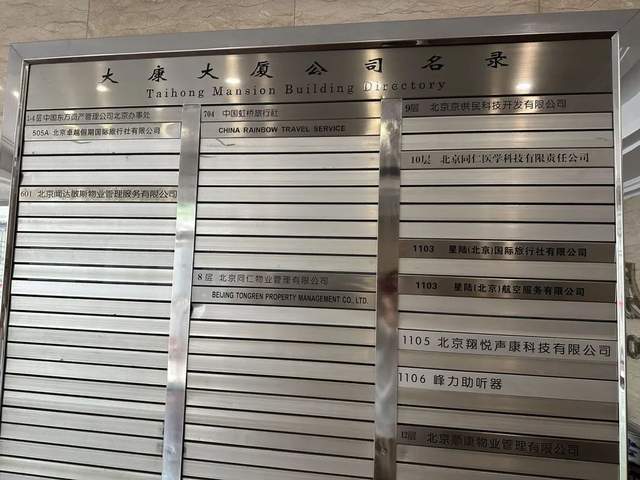 大康大厦公司名录
Taihong Mansion Building Directory
1-4层 中国东方资产管理公司北京办事处
505A 北京卓越假期国际旅行社有限公司
601 北京闻达敏斯物业管理服务有限公司
704 中国虹桥旅行社
CHINA RAINBOW TRAVEL SERVICE
8层 北京同仁物业管理有限公司
BEIJING TONGREN PROPERTY MANAGEMENT CO., LTD.
9层 北京京供民科技开发有限公司
10层 北京同仁医学科技有限责任公司
1103 星陆(北京)国际旅行社有限公司
1103 星陆(北京)航空服务有限公司
1105 北京翔悦声康科技有限公司
1106 峰力助听器
12层 北京顺康物业管理有限公司